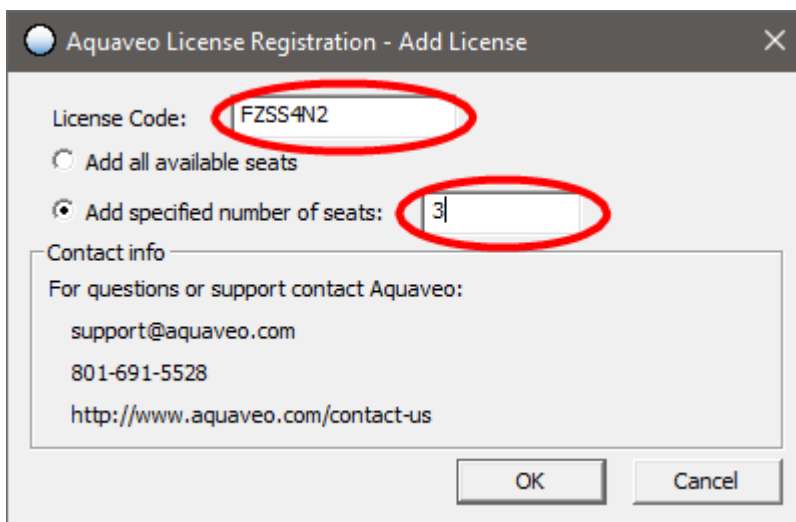 Aquaveo License Registration - Add License
License Code: FZSS4N2
Add all available seats
Add specified number of seats: 3
Contact info
For questions or support contact Aquaveo:
support@aquaveo.com
801-691-5528
http://www.aquaveo.com/contact-us
OK Cancel